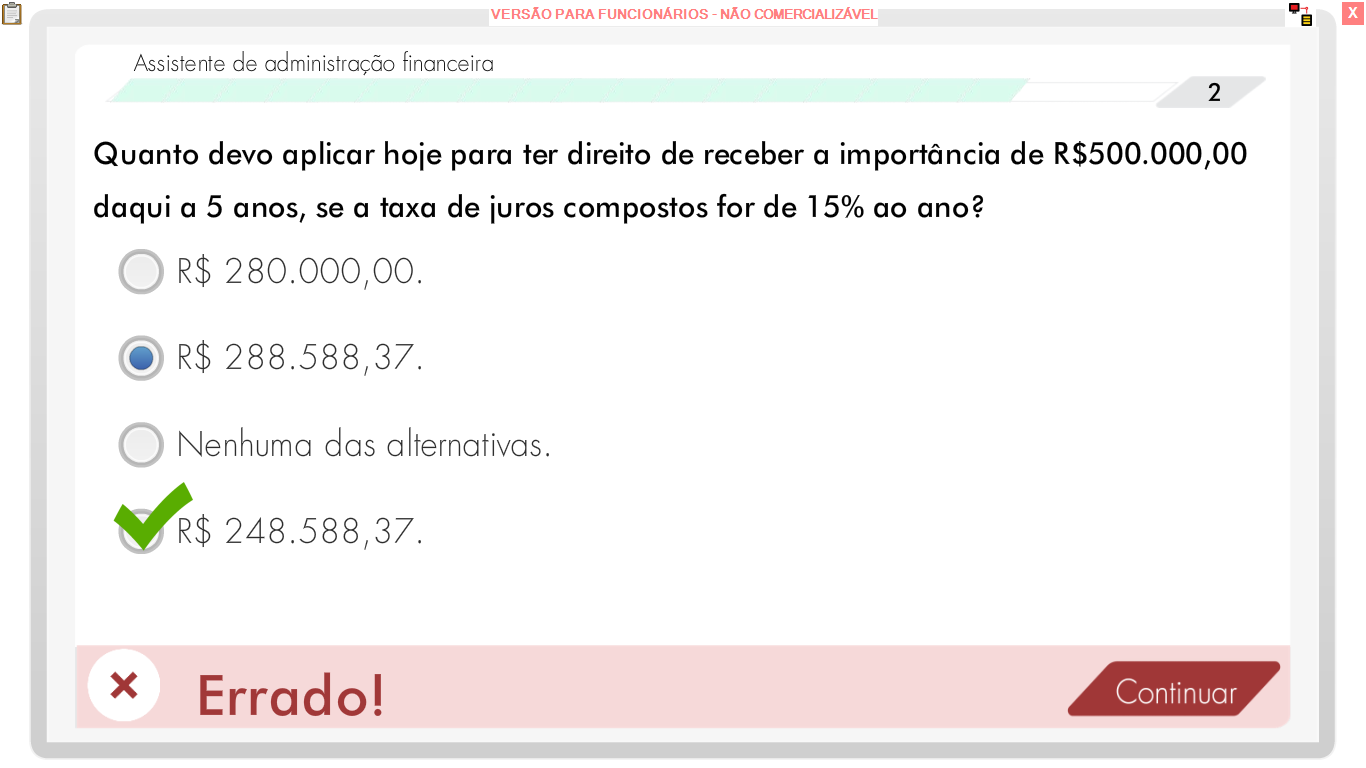 VERSÃO PARA FUNCIONÁRIOS - NÃO COMERCIALIZÁVEL
X
Assistente de administração financeira
2
Quanto devo aplicar hoje para ter direito de receber a importância de R$500.000,00
daqui a 5 anos, se a taxa de juros compostos for de 15% ao ano?
R$ 280.000,00.
R$ 288.588,37.
Nenhuma das alternativas.
R$ 248.588,37.
Errado!
Continuar